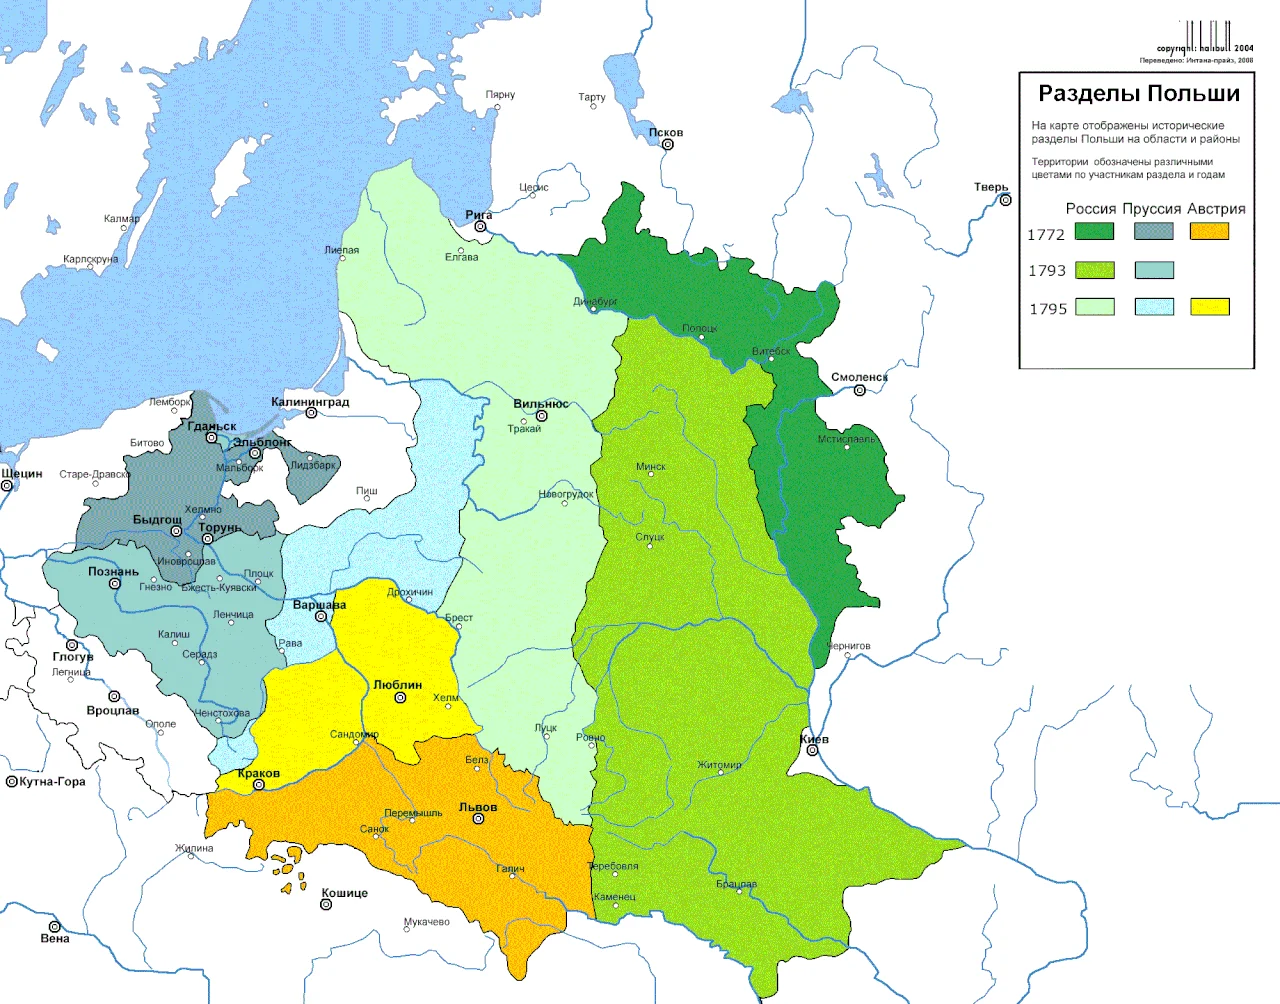 copyright: halibutt 2004
Переведено: Интана-прайз, 2008
Разделы Польши
На карте отображены исторические
разделы Польши на области и районы
Территории обозначены различными
цветами по участникам раздела и годам
Россия Пруссия Австрия
1772
1793
1795
Пярну
Тарту
Псков
Цесис
Тверь
Рига
Калмар
Карлскруна
Лиепая
Елгава
Динабург
Полоцк
Витебск
Смоленск
Лемборк
Калининград
Вильнюс
Тракай
Гданьск
Эльблонг
Битово
Мальборк
Лидзбарк
Мстиславль
Щецин
Старе-Дравско
Пиш
Минск
Новогрудок
Хелмно
Быдгощ
Торунь
Слуцк
Иновроцлав
Познань
Гнезно
Бжесть-Куявски
Плоцк
Дрохичин
Варшава
Ленчица
Брест
Калиш
Рава
Серадз
Глогув
Легница
Чернигов
Люблин
Хелм
Вроцлав
Ополе
Ченстохова
Сандомир
Луцк
Ровно
Киев
Белз
Житомир
Кутна-Гора
Краков
Львов
Перемышль
Санок
Жилина
Галич
Теребовля
Брацлав
Кошице
Каменец
Мукачево
Вена